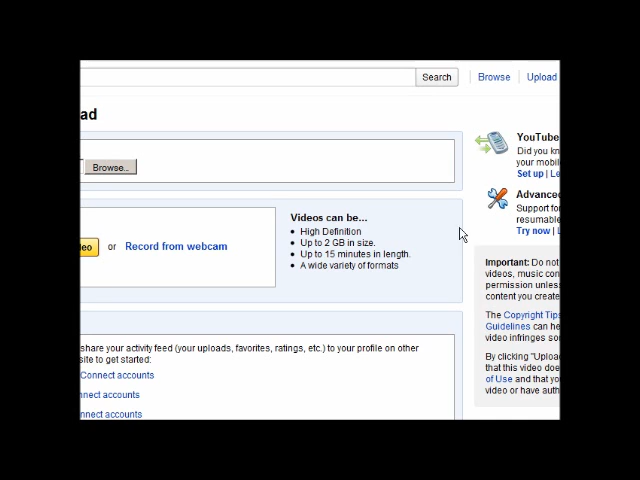 Search Browse Upload
ad
Browse..
YouTube
Did you kn
your mobil
Set up | Le
Advance
Support for
resumable
Try now |
Videos can be...
High Definition
Up to 2 GB in size.
Up to 15 minutes in length.
A wide variety of formats
eo or Record from webcam
Important: Do not
videos, music con
permission unles
content you create
The Copyright Tips
Guidelines can he
video infringes son
By clicking "Uploa
that this video doe
of Use and that yo
video or have auth
share your activity feed (your uploads, favorites, ratings, etc.) to your profile on other
site to get started:
Connect accounts
nnect accounts
nnect accounts